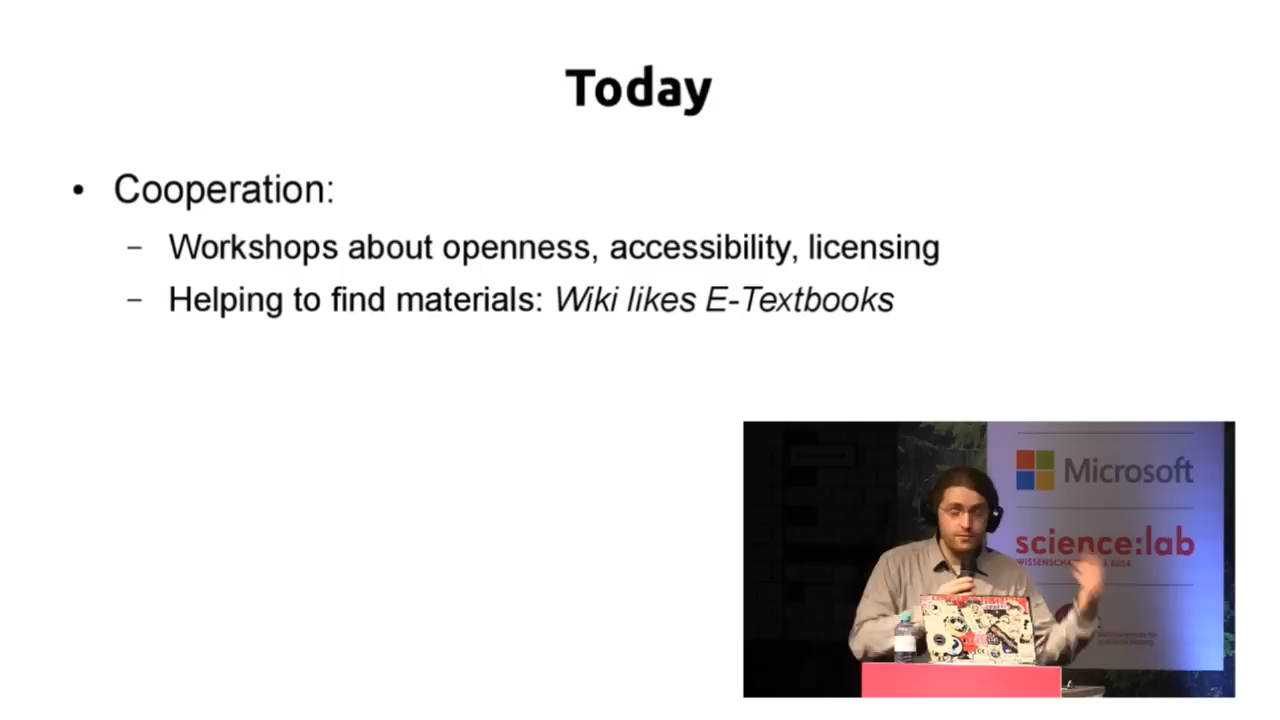 Today
• Cooperation:
– Workshops about openness, accessibility, licensing
– Helping to find materials: Wiki likes E-Textbooks
Microsoft
science:lab